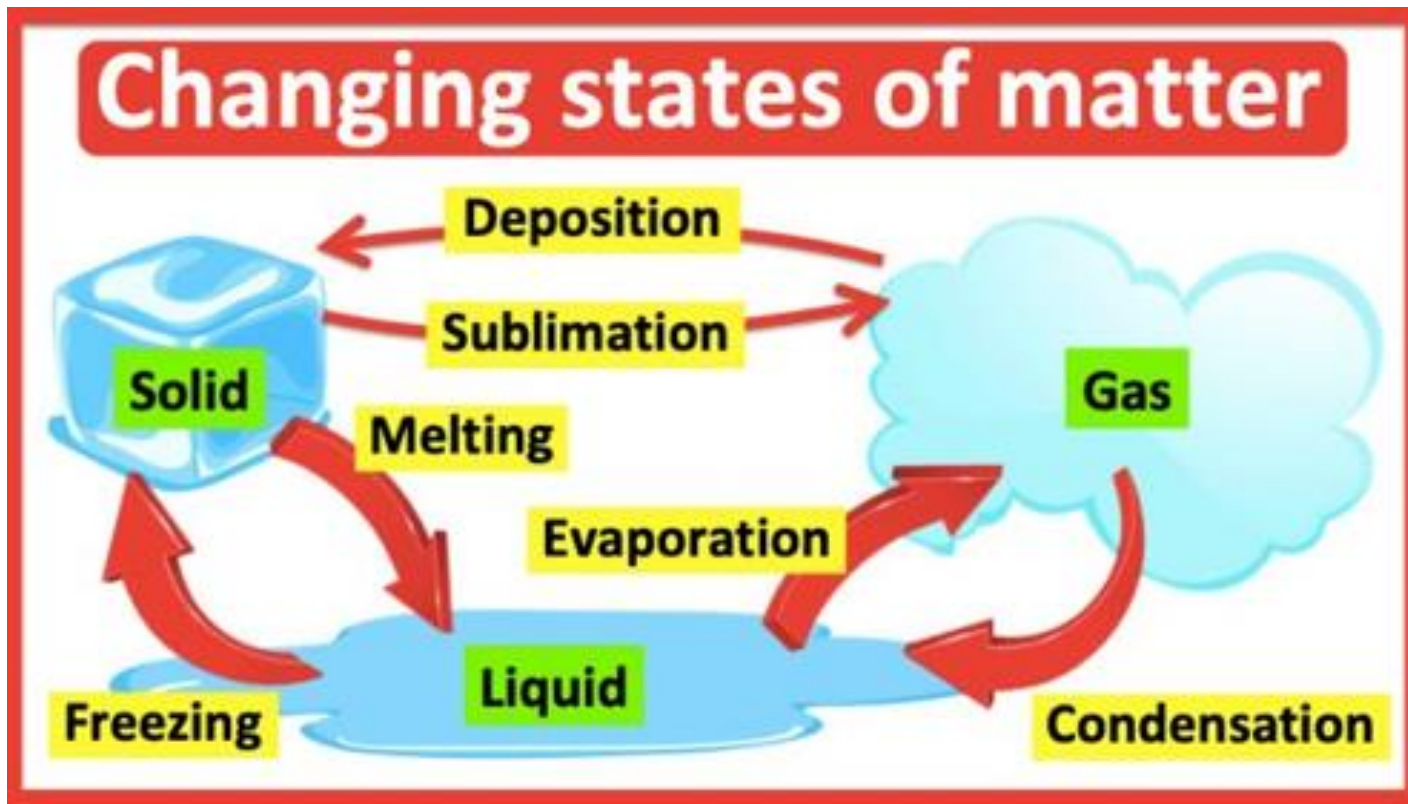 Changing states of matter
Deposition
Sublimation
Solid
Gas
Melting
Evaporation
Liquid
Freezing
Condensation